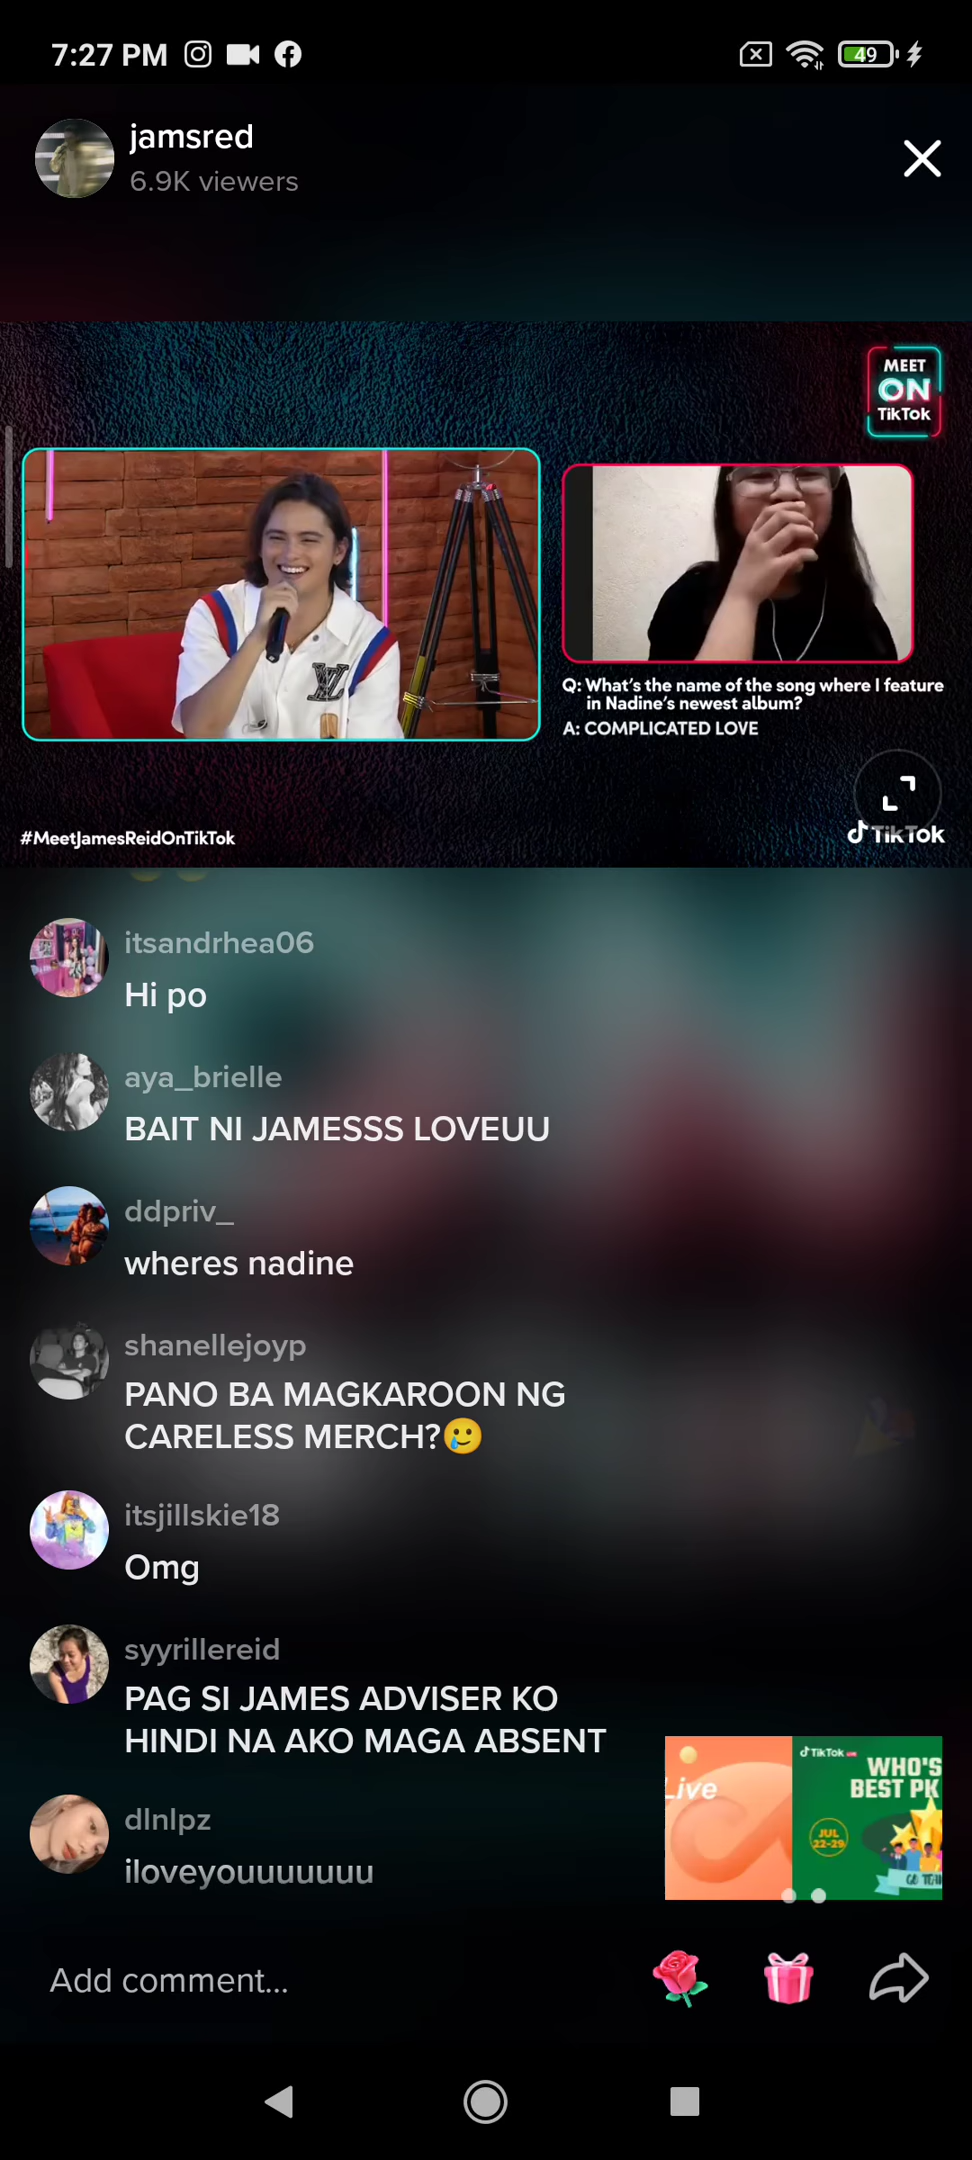 7:27 PM
49
jamsred
6.9K viewers
MEET
ON
TikTok
Q: What's the name of the song where I feature
in Nadine's newest album?
A: COMPLICATED LOVE
#MeetJamesReidOnTikTok
TikTok
itsandrhea06
Hi po
aya_brielle
BAIT NI JAMESSS LOVEUU
ddpriv_
wheres nadine
shanellejoyp
PANO BA MAGKAROON NG
CARELESS MERCH?🥲
itsjillskie18
Omg
syyrillereid
PAG SI JAMES ADVISER KO
HINDI NA AKO MAGA ABSENT
dlnlpz
iloveyouuuuuuu
Live
TikTok
WHO'S
BEST PK
JUL
22-29
Add comment...